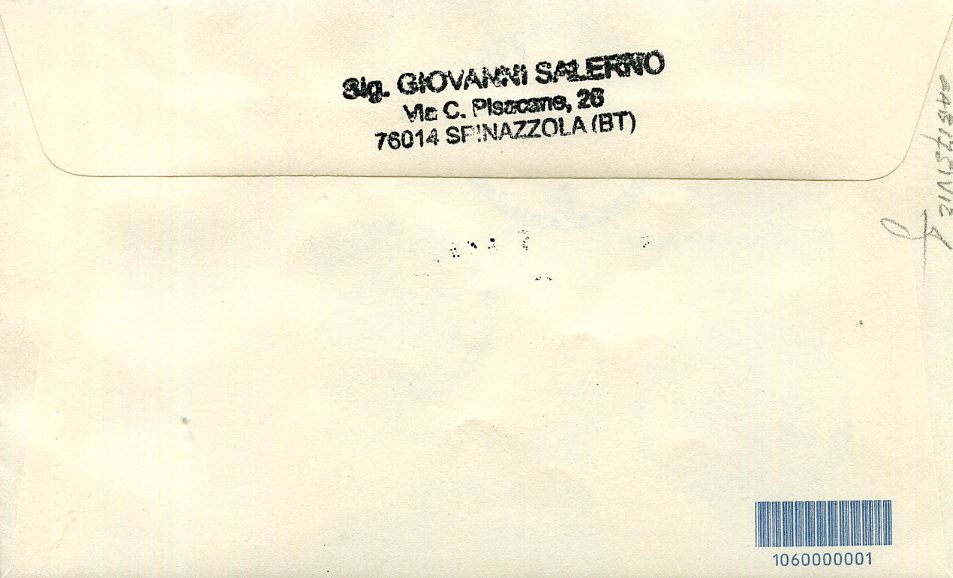 Sig. GIOVANNI SALERNO
Via C. Pisacane, 26
76014 SPINAZZOLA (BT)
1060000001